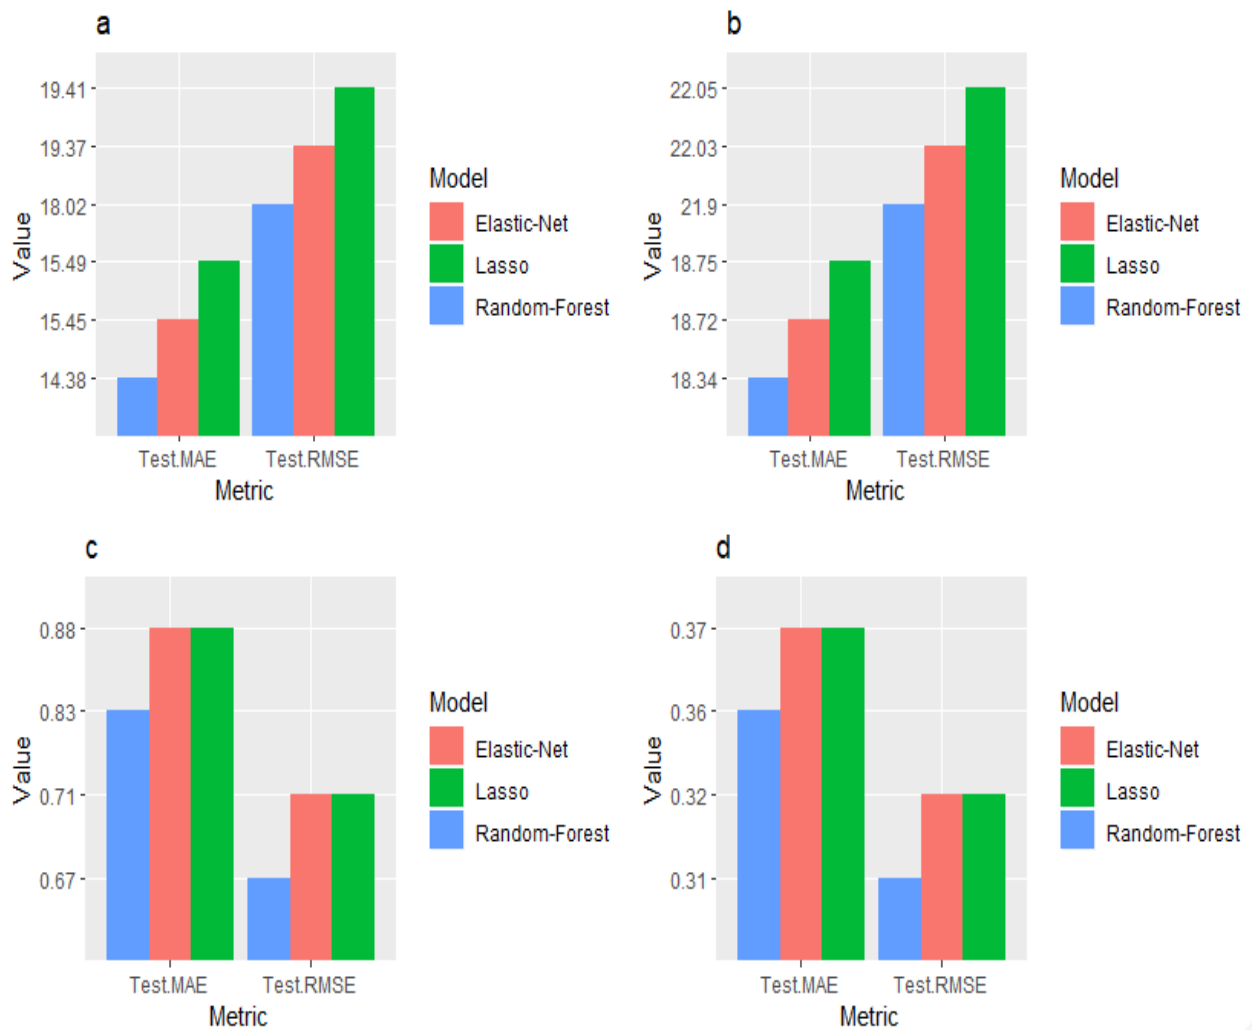 a
19.41
19.37
18.02
15.49
15.45
14.38
Value
Test.MAE
Test.RMSE
Metric
Model
Elastic-Net
Lasso
Random-Forest
b
22.05
22.03
21.9
18.75
18.72
18.34
Value
Test.MAE
Test.RMSE
Metric
Model
Elastic-Net
Lasso
Random-Forest
c
0.88
0.83
0.71
0.67
Value
Test.MAE
Test.RMSE
Metric
Model
Elastic-Net
Lasso
Random-Forest
d
0.37
0.36
0.32
0.31
Value
Test.MAE
Test.RMSE
Metric
Model
Elastic-Net
Lasso
Random-Forest